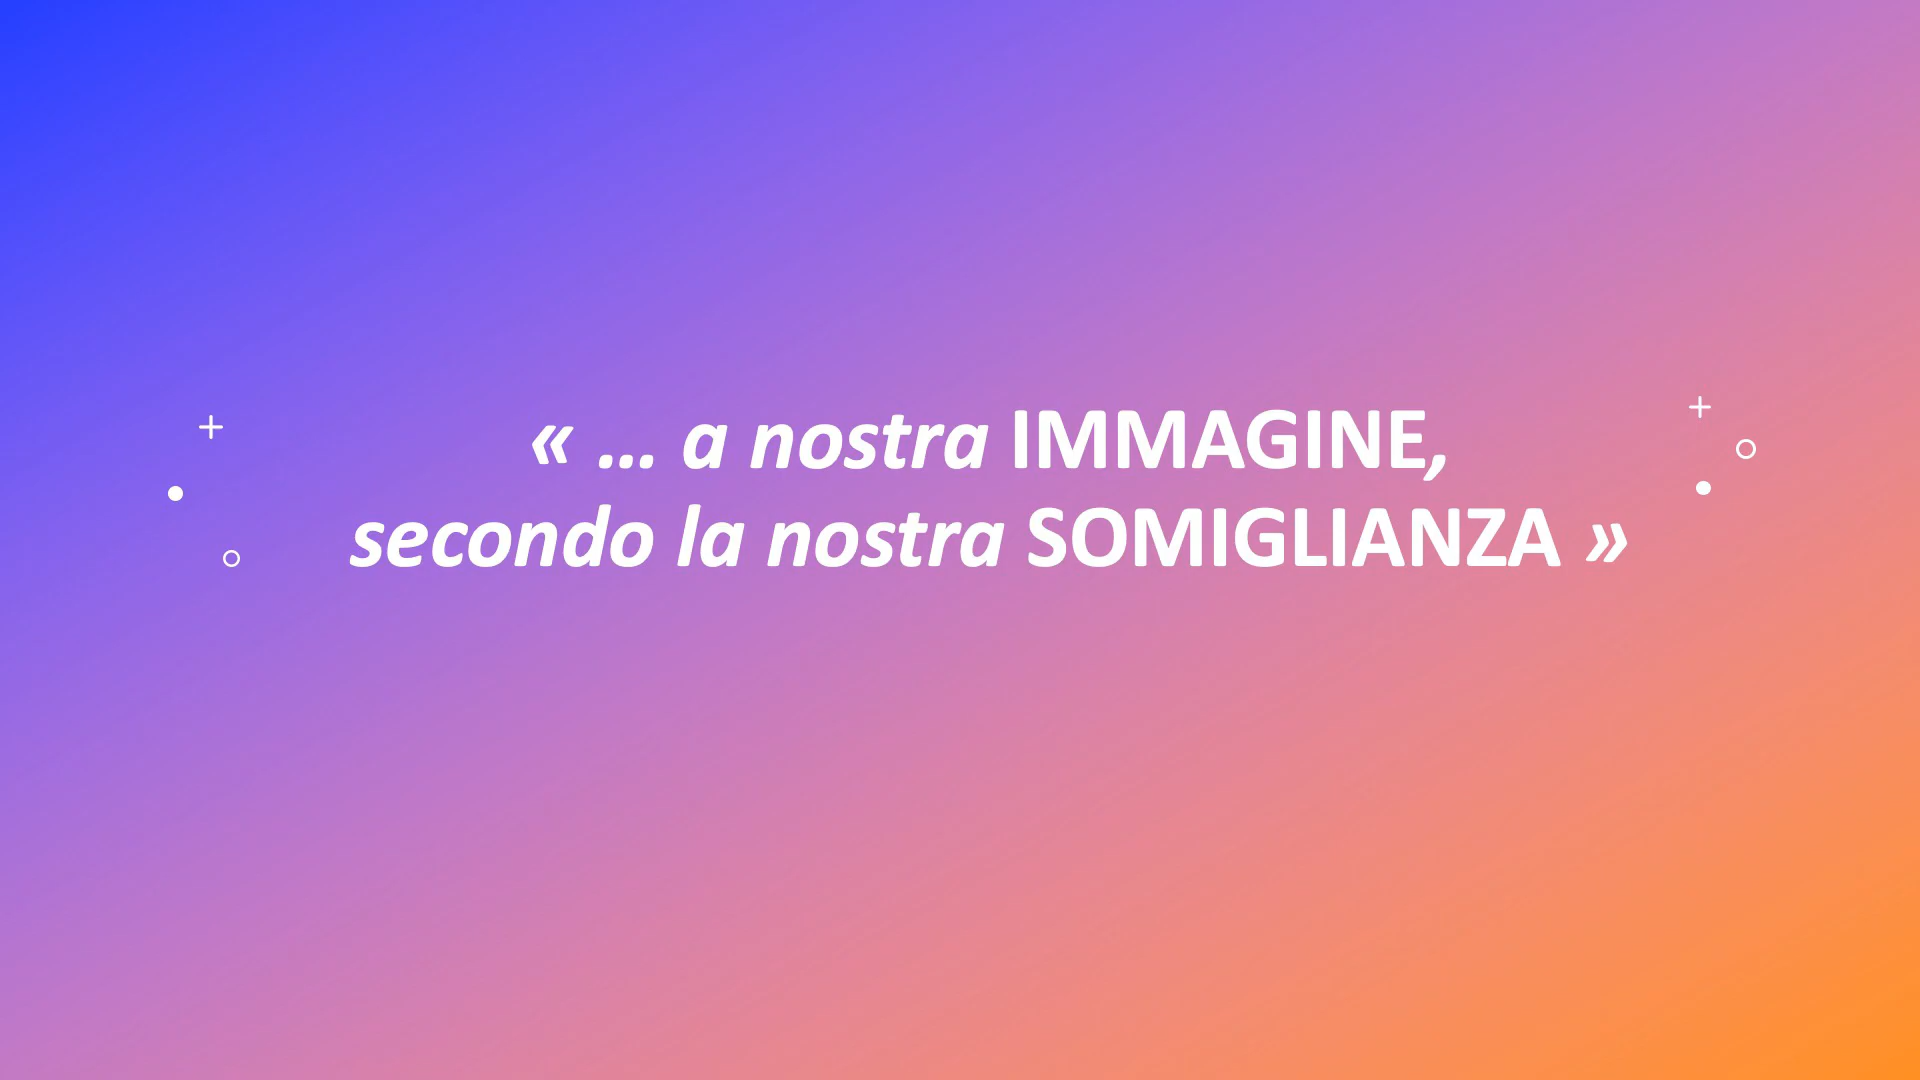 « ... a nostra IMMAGINE,
secondo la nostra SOMIGLIANZA »